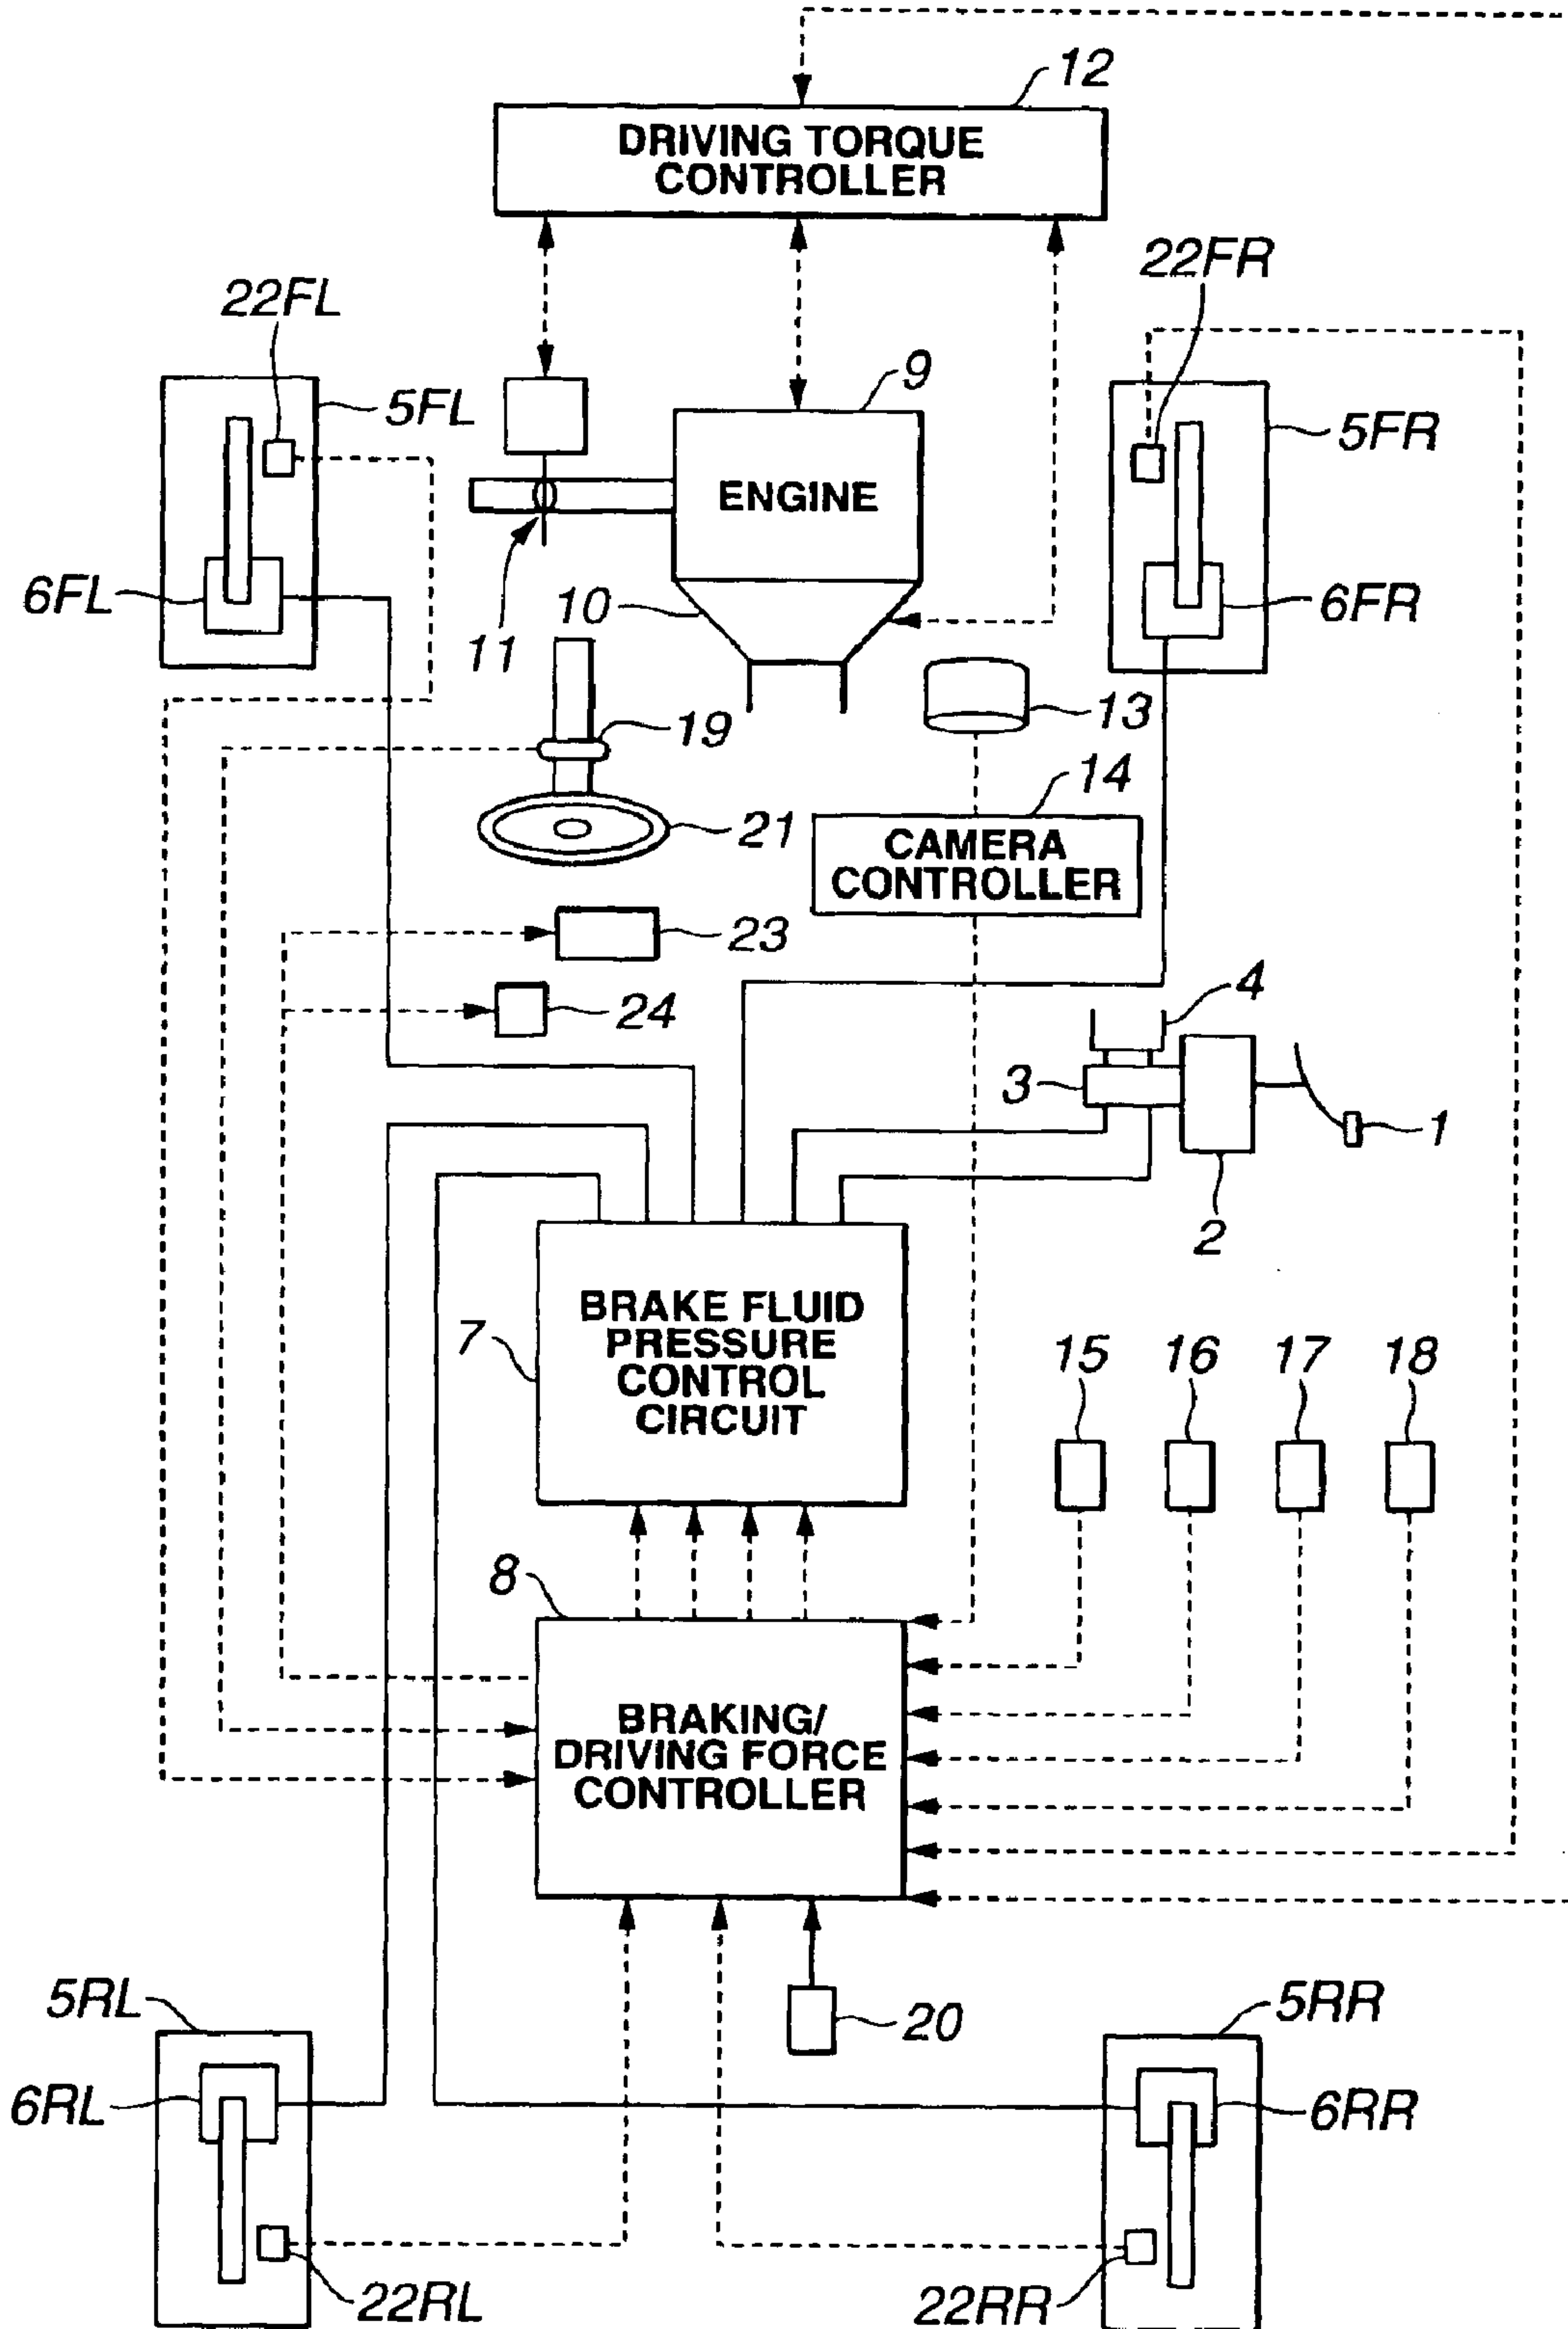 12
DRIVING TORQUE
CONTROLLER
22FR
22FL
9
5FL
5FR
ENGINE
6FL
10
6FR
11
13
19
14
21
CAMERA
CONTROLLER
23
4
24
3
1
2
BRAKE FLUID
PRESSURE
CONTROL
CIRCUIT
7
15
16
17
18
8
BRAKING/
DRIVING FORCE
CONTROLLER
5RL
5RR
20
6RL
6RR
22RL
22RR